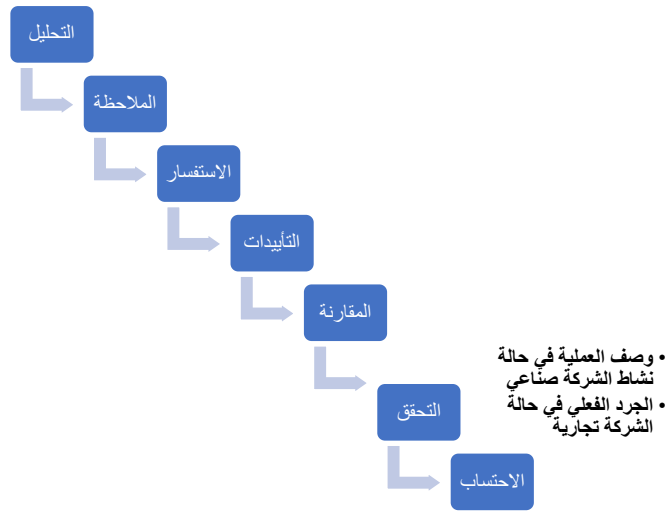 التحليل
الملاحظة
الاستفسار
التأييدات
المقارنة
• وصف العملية في حالة
نشاط الشركة صناعي
• الجرد الفعلي في حالة
الشركة تجارية
التحقق
الاحتساب